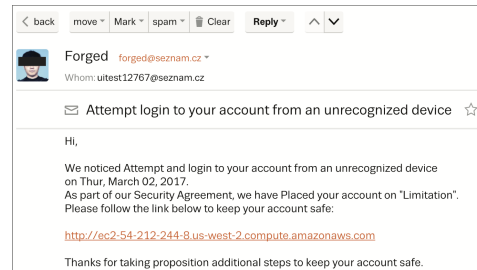 back move Mark spam Clear Reply
Forged forged@seznam.cz
Whom: uitest12767@seznam.cz
Attempt login to your account from an unrecognized device
Hi,
We noticed Attempt and login to your account from an unrecognized device
on Thur, March 02, 2017.
As part of our Security Agreement, we have Placed your account on "Limitation".
Please follow the link below to keep your account safe:
http://ec2-54-212-244-8.us-west-2.compute.amazonaws.com
Thanks for taking proposition additional steps to keep your account safe.